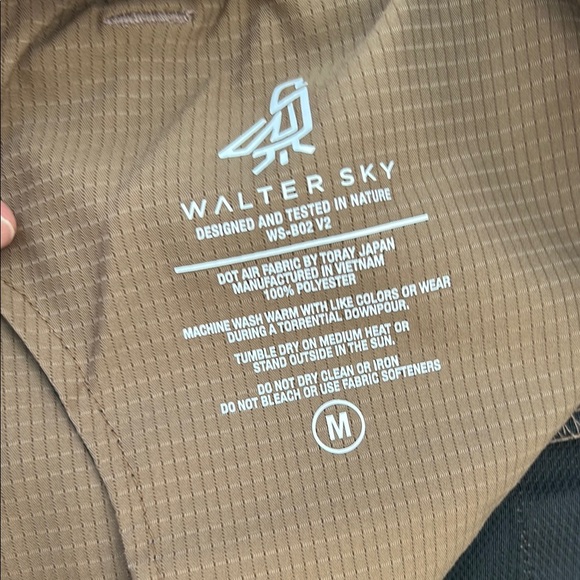 WALTER SKY
DESIGNED AND TESTED IN NATURE
WS-B02 V2
DOT AIR FABRIC BY TORAY JAPAN
MANUFACTURED IN VIETNAM
100% POLYESTER
MACHINE WASH WARM WITH LIKE COLORS OR WEAR
DURING A TORRENTIAL DOWNPOUR.
TUMBLE DRY ON MEDIUM HEAT OR
STAND OUTSIDE IN THE SUN.
DO NOT DRY CLEAN OR IRON
DO NOT BLEACH OR USE FABRIC SOFTENERS
M